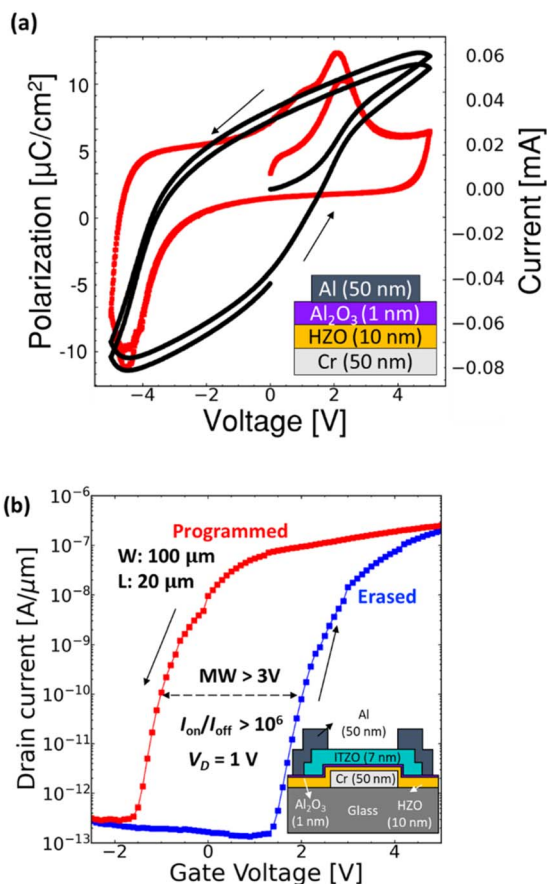 (a)
Polarization [μC/cm²]
10
5
0
-5
-10
0.06
0.04
0.02
0.00
−0.02
−0.04
−0.06
−0.08
Current [mA]
Al (50 nm)
Al₂O₃ (1 nm)
HZO (10 nm)
Cr (50 nm)
−4 −2 0 2 4
Voltage [V]
(b)
Drain current [A/μm]
10⁻⁶
10⁻⁷
10⁻⁸
10⁻⁹
10⁻¹⁰
10⁻¹¹
10⁻¹²
10⁻¹³
Programmed
W: 100 μm
L: 20 μm
Erased
MW > 3V
Ion/Ioff > 10⁶
VD = 1 V
Al
(50 nm)
ITZO (7 nm)
Cr (50 nm)
Al₂O₃
(1 nm)
Glass
HZO
(10 nm)
−2 0 2 4
Gate Voltage [V]